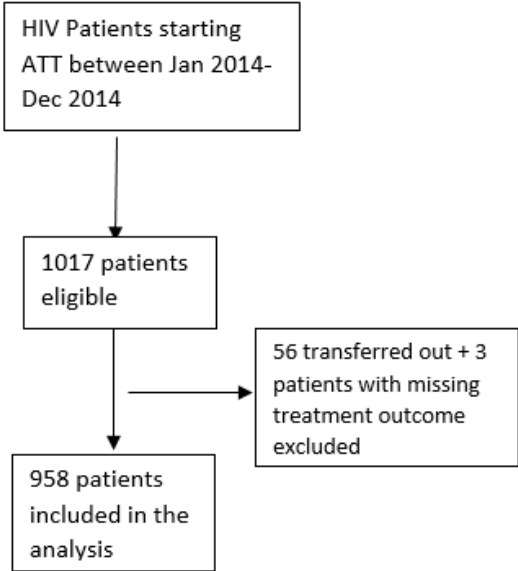 HIV Patients starting
ATT between Jan 2014-
Dec 2014
1017 patients
eligible
56 transferred out + 3
patients with missing
treatment outcome
excluded
958 patients
included in the
analysis